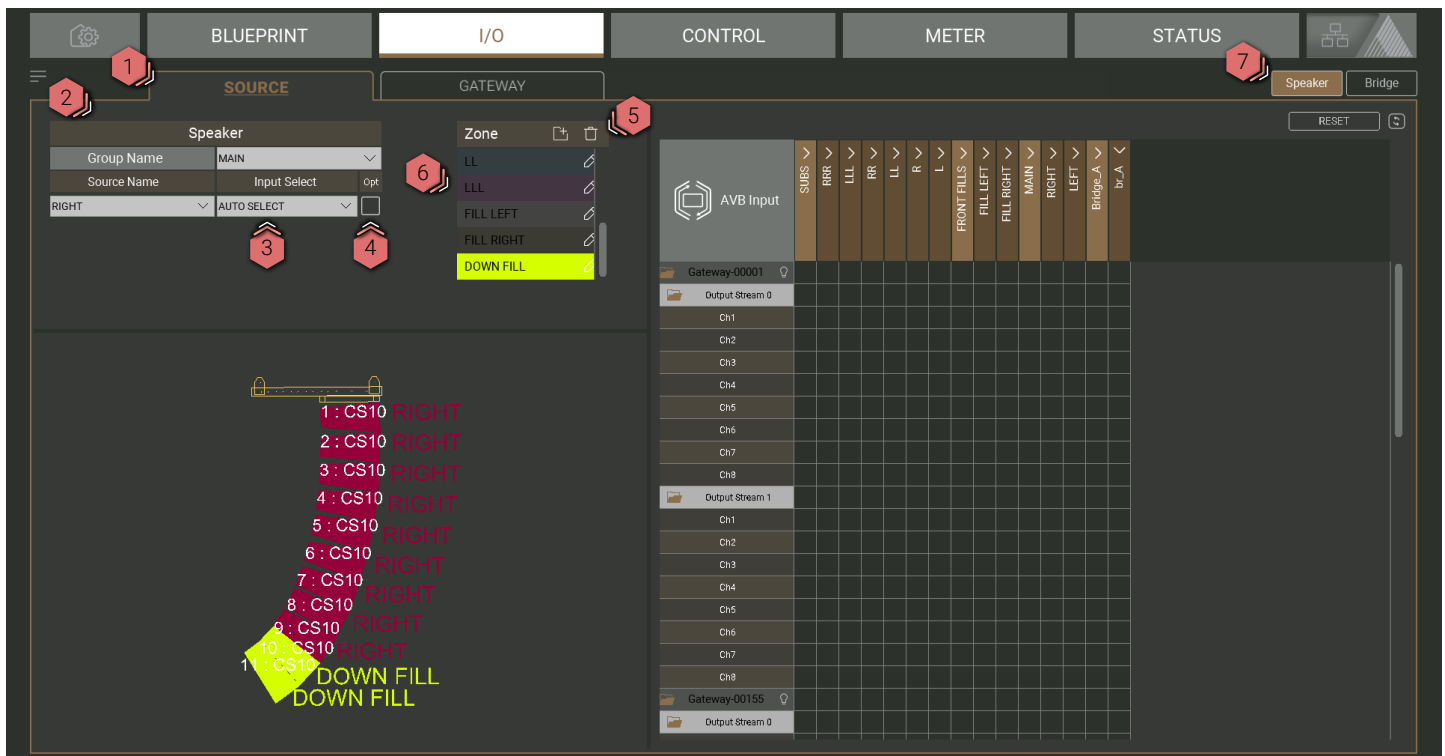 BLUEPRINT
I/O
CONTROL
METER
STATUS
1
7
2
SOURCE
GATEWAY
Speaker
Bridge
5
RESET
Speaker
Group Name
MAIN
Source Name
Input Select
Opt
RIGHT
AUTO SELECT
3
4
6
Zone
LL
LLL
FILL LEFT
FILL RIGHT
DOWN FILL
AVB Input
SUBS
RRR
LLL
RR
LL
R
L
FRONT FILLS
FILL LEFT
FILL RIGHT
MAIN
RIGHT
LEFT
Bridge_A
br_A
Gateway-00001
Output Stream 0
Ch1
Ch2
Ch3
Ch4
Ch5
Ch6
Ch7
Ch8
Output Stream 1
Ch1
Ch2
Ch3
Ch4
Ch5
Ch6
Ch7
Ch8
Gateway-00155
Output Stream 0
1 : CS10 RIGHT
2 : CS10 RIGHT
3 : CS10 RIGHT
4 : CS10 RIGHT
5 : CS10 RIGHT
6 : CS10 RIGHT
7 : CS10 RIGHT
8 : CS10 RIGHT
9 : CS10 RIGHT
10 : CS10 DOWN FILL
11 : CS10 DOWN FILL